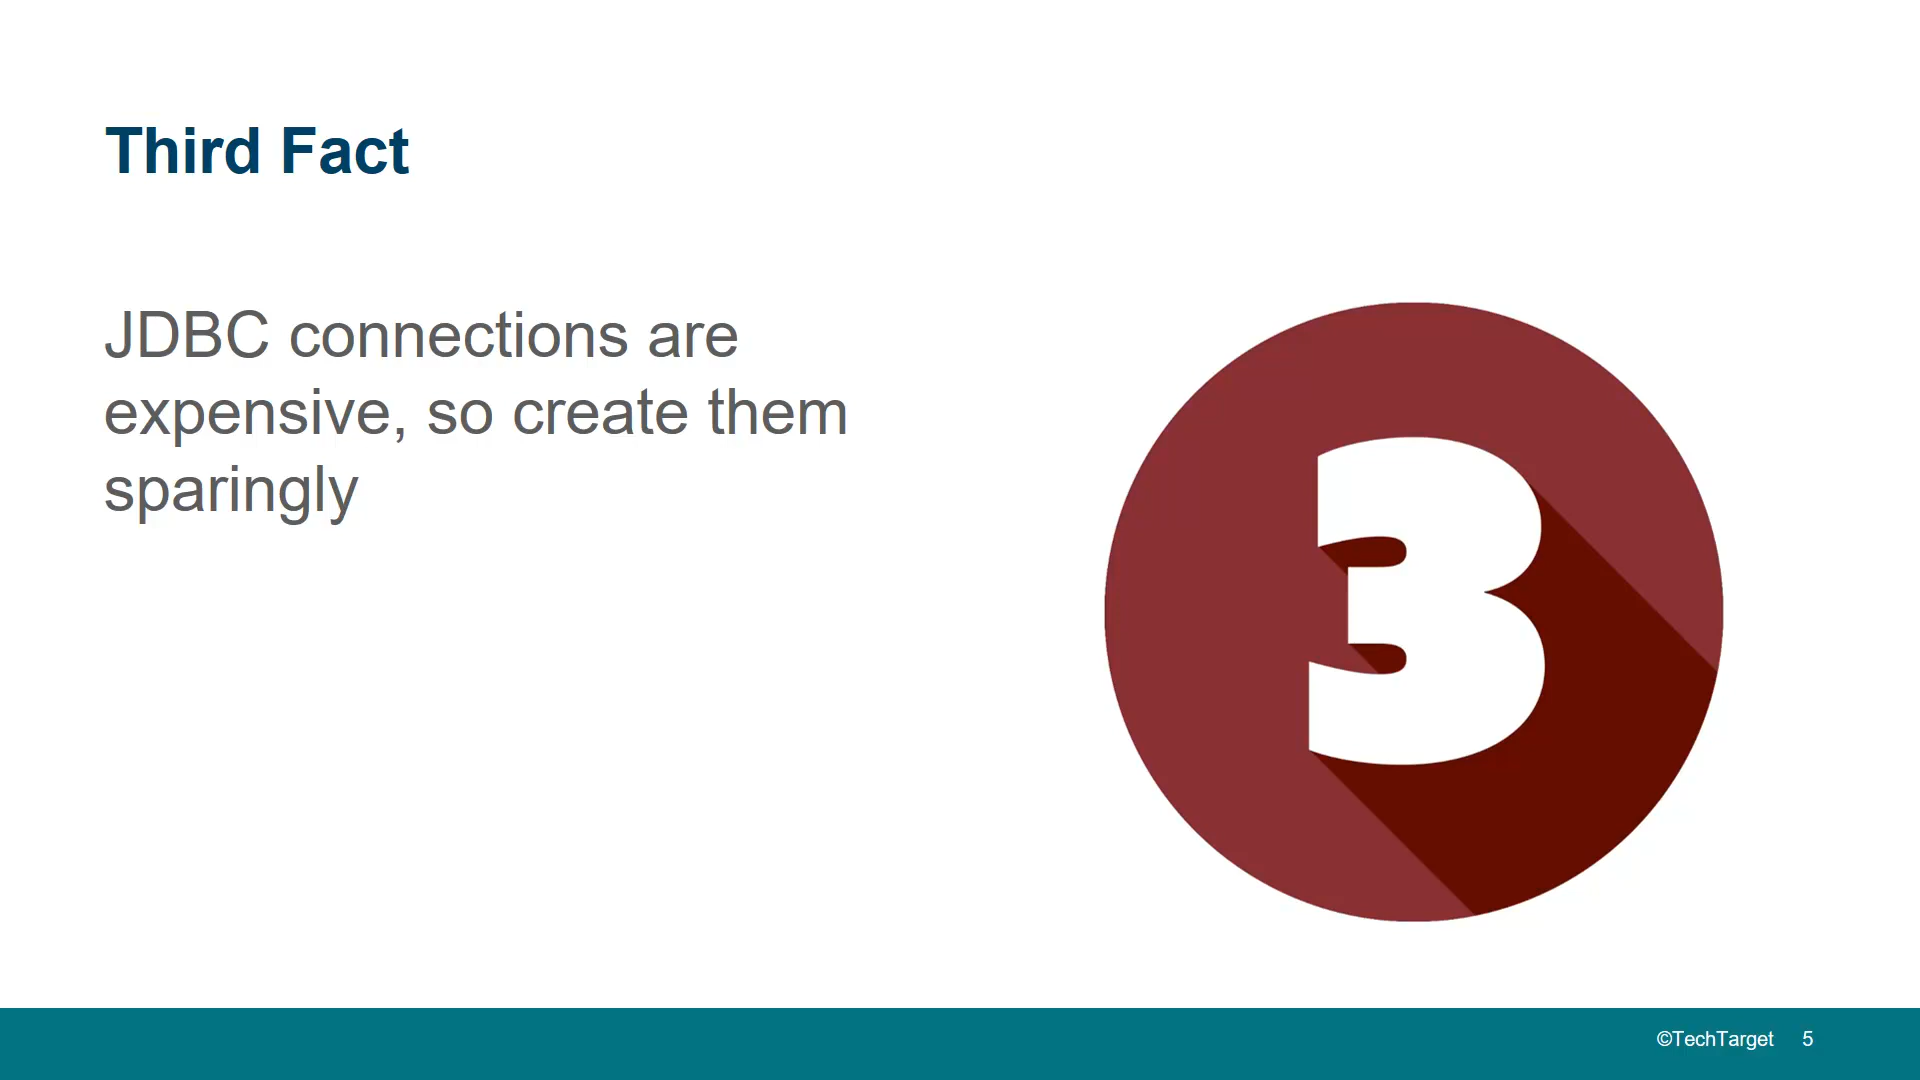 Third Fact
JDBC connections are
expensive, so create them
sparingly
3
©TechTarget 5